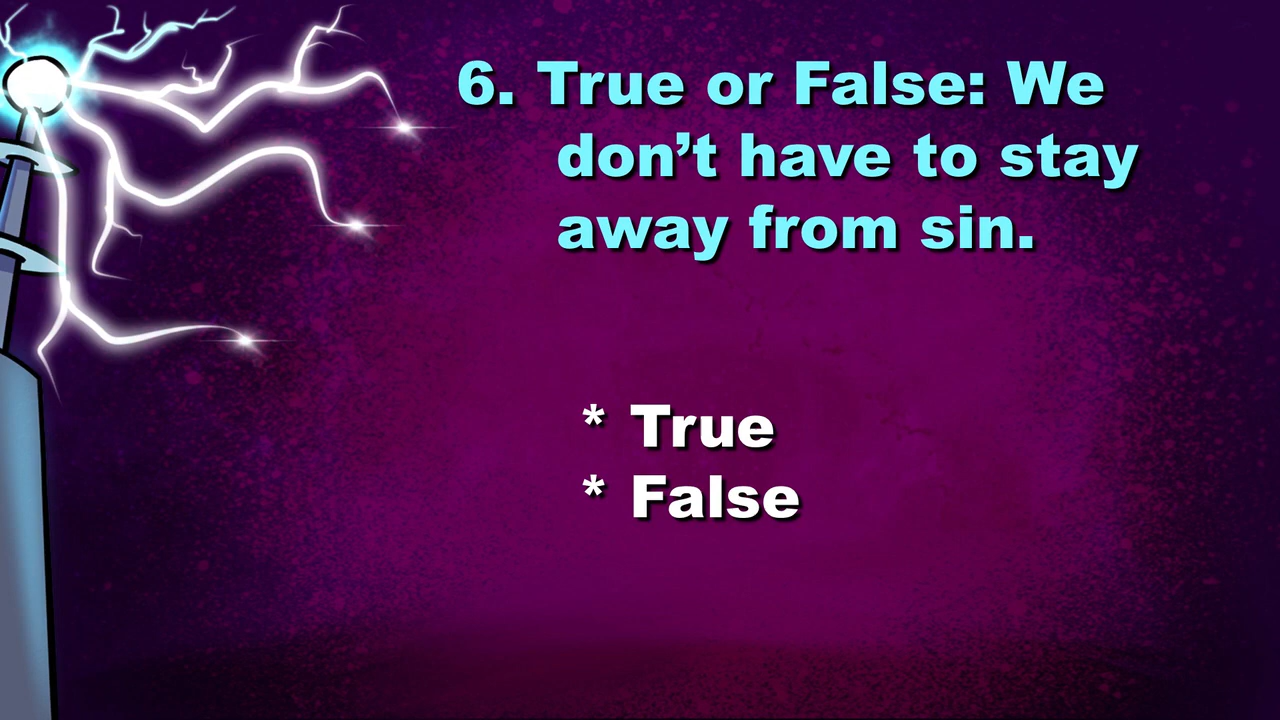 6. True or False: We
don’t have to stay
away from sin.
* True
* False